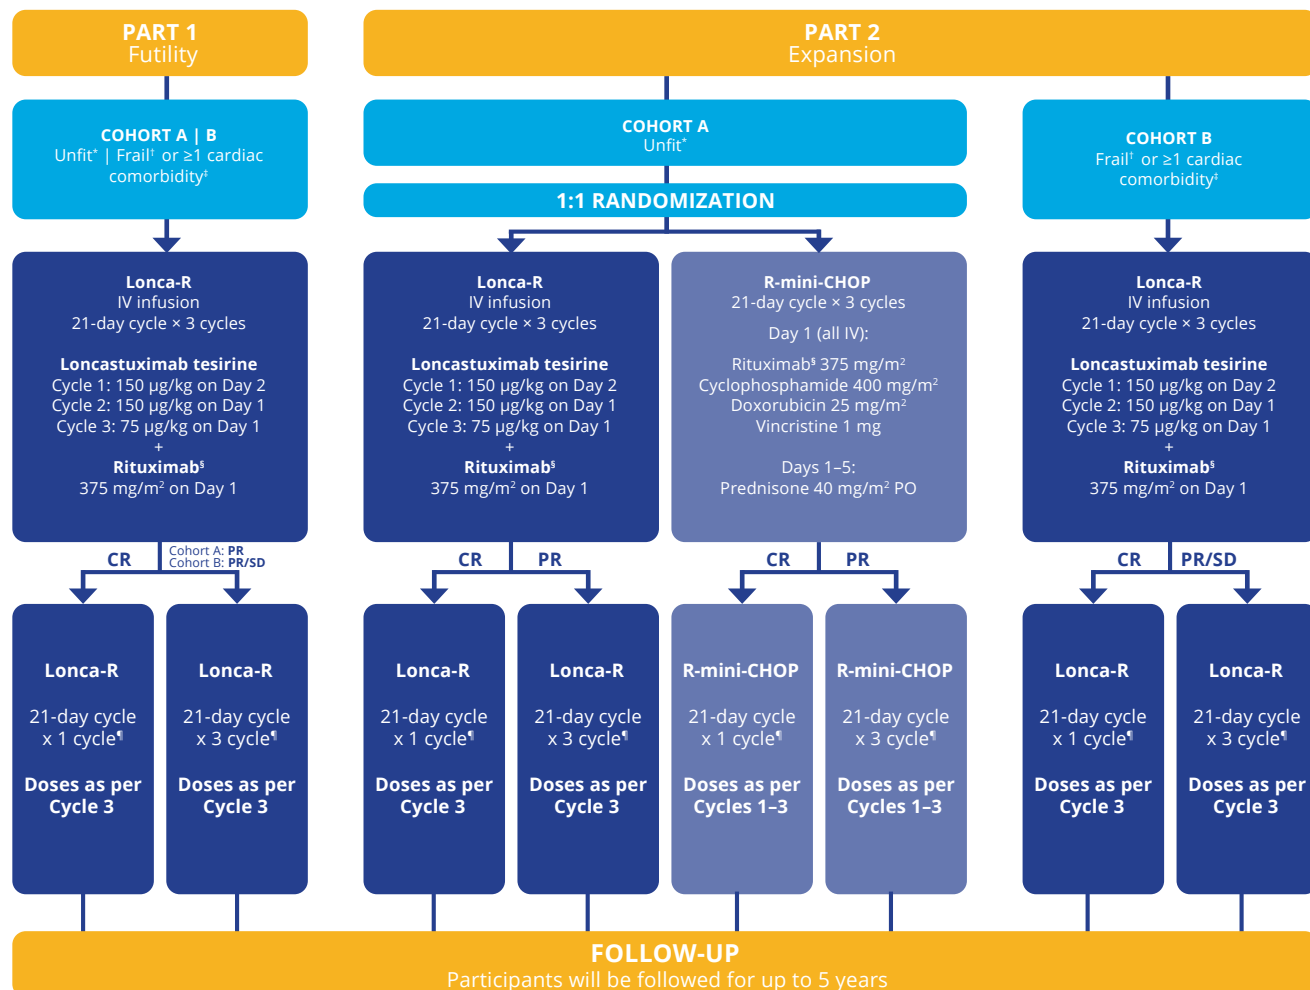 PART 1
Futility
PART 2
Expansion
COHORT A | B
Unfit* | Frail† or ≥1 cardiac
comorbidity‡
COHORT A
Unfit*
COHORT B
Frail† or ≥1 cardiac
comorbidity‡
1:1 RANDOMIZATION
Lonca-R
IV infusion
21-day cycle × 3 cycles
Loncastuximab tesirine
Cycle 1: 150 µg/kg on Day 2
Cycle 2: 150 µg/kg on Day 1
Cycle 3: 75 µg/kg on Day 1
+
Rituximab§
375 mg/m² on Day 1
Lonca-R
IV infusion
21-day cycle × 3 cycles
Loncastuximab tesirine
Cycle 1: 150 µg/kg on Day 2
Cycle 2: 150 µg/kg on Day 1
Cycle 3: 75 µg/kg on Day 1
+
Rituximab§
375 mg/m² on Day 1
R-mini-CHOP
21-day cycle × 3 cycles
Day 1 (all IV):
Rituximab§ 375 mg/m²
Cyclophosphamide 400 mg/m²
Doxorubicin 25 mg/m²
Vincristine 1 mg
Days 1–5:
Prednisone 40 mg/m² PO
Lonca-R
IV infusion
21-day cycle × 3 cycles
Loncastuximab tesirine
Cycle 1: 150 µg/kg on Day 2
Cycle 2: 150 µg/kg on Day 1
Cycle 3: 75 µg/kg on Day 1
+
Rituximab§
375 mg/m² on Day 1
CR
Cohort A: PR
Cohort B: PR/SD
CR
PR
CR
PR
CR
PR/SD
Lonca-R
21-day cycle
x 1 cycle¶
Doses as per
Cycle 3
Lonca-R
21-day cycle
x 3 cycle¶
Doses as per
Cycle 3
Lonca-R
21-day cycle
x 1 cycle¶
Doses as per
Cycle 3
Lonca-R
21-day cycle
x 3 cycle¶
Doses as per
Cycle 3
R-mini-CHOP
21-day cycle
x 1 cycle¶
Doses as per
Cycles 1–3
R-mini-CHOP
21-day cycle
x 3 cycle¶
Doses as per
Cycles 1–3
Lonca-R
21-day cycle
x 1 cycle¶
Doses as per
Cycle 3
Lonca-R
21-day cycle
x 3 cycle¶
Doses as per
Cycle 3
FOLLOW-UP
Participants will be followed for up to 5 years